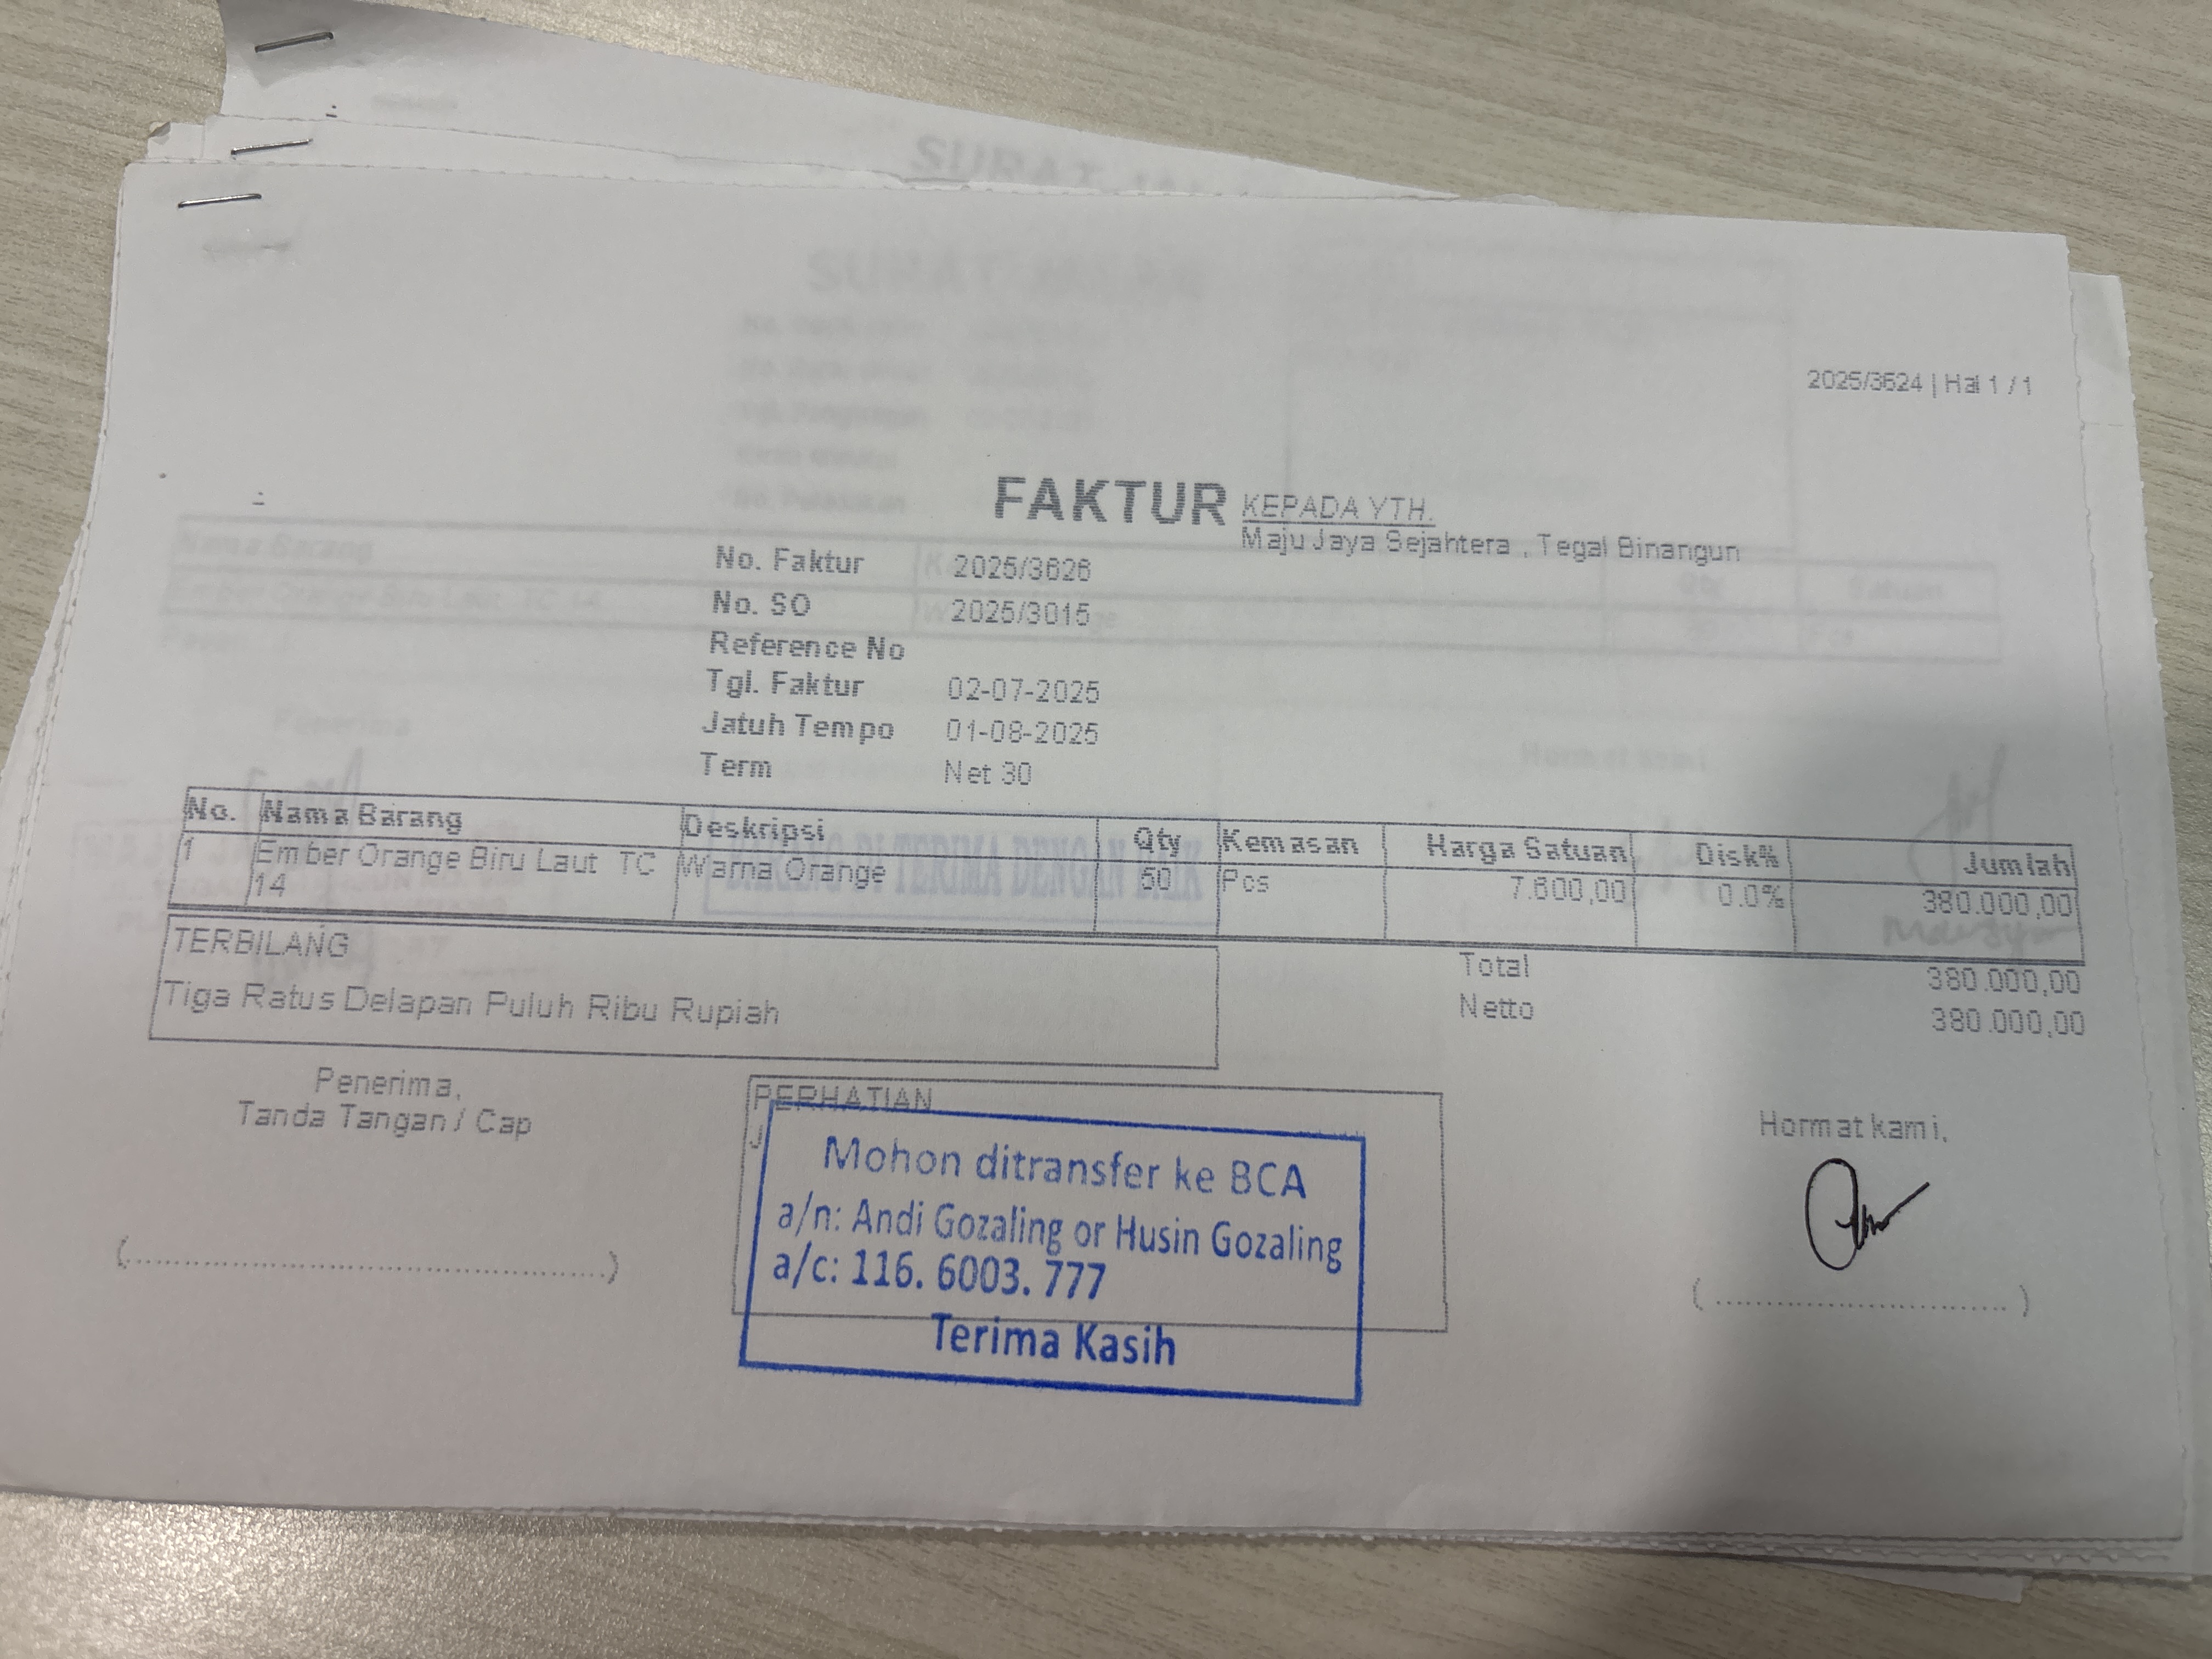 SURAT
SURAT JALAN
2025/3624 | Hal 1 / 1
FAKTUR
KEPADA YTH.
Maju Jaya Sejahtera , Tegal Binangun
No. Faktur 2025/3626
No. SO 2025/3015
Reference No
Tgl. Faktur 02-07-2025
Jatuh Tempo 01-08-2025
Term Net 30
No. Nama Barang Deskripsi Qty Kemasan Harga Satuan Disk% Jumlah
1 Ember Orange Biru Laut TC 14 Warna Orange 50 Pcs 7.600,00 0.0% 380.000,00
TERBILANG
Tiga Ratus Delapan Puluh Ribu Rupiah
Total 380.000,00
Netto 380.000,00
Penerima,
Tanda Tangan / Cap
PERHATIAN
Mohon ditransfer ke BCA
a/n: Andi Gozaling or Husin Gozaling
a/c: 116. 6003. 777
Terima Kasih
Hormat kami,